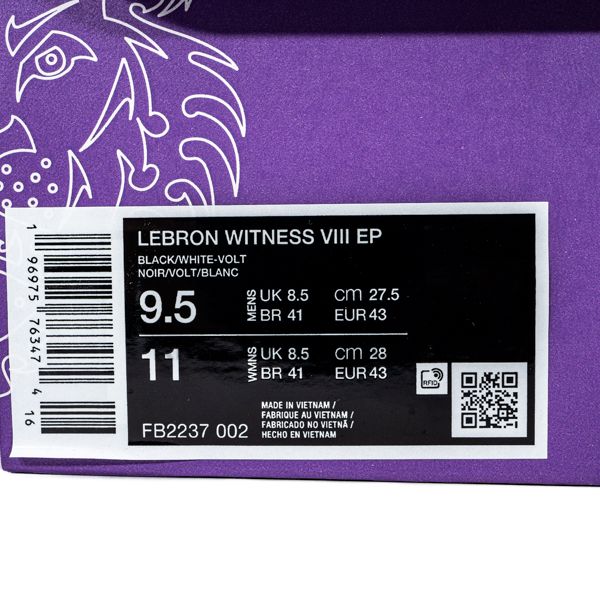 LEBRON WITNESS VIII EP
BLACK/WHITE-VOLT
NOIR/VOLT/BLANC
9.5 MENS UK 8.5 cm 27.5
BR 41 EUR 43
11 WMNS UK 8.5 cm 28
BR 41 EUR 43
RFID
MADE IN VIETNAM /
FABRIQUE AU VIETNAM /
FABRICADO NO VIETNÃ /
HECHO EN VIETNAM
FB2237 002
1 96975 76347 4 16